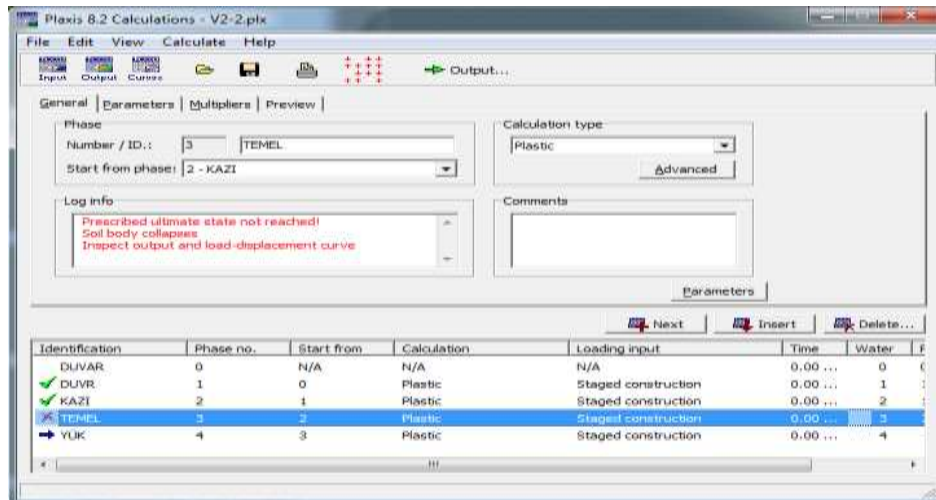 Plaxis 8.2 Calculations - V2-2.plx
File Edit View Calculate Help
Input Output Curves Output...
General Parameters Multipliers Preview
Phase
Number / ID.: 3 TEMEL
Start from phase: 2 - KAZI
Calculation type
Plastic
Advanced
Log info
Prescribed ultimate state not reached!
Soil body collapses
Inspect output and load-displacement curve
Comments
Parameters
Next Insert Delete...
Identification Phase no. Start from Calculation Loading input Time Water
DUVAR 0 N/A N/A N/A 0.00 ... 0
DUVR 1 0 Plastic Staged construction 0.00 ... 1
KAZI 2 1 Plastic Staged construction 0.00 ... 2
TEMEL 3 2 Plastic Staged construction 0.00 ... 3
YÜK 4 3 Plastic Staged construction 0.00 ... 4